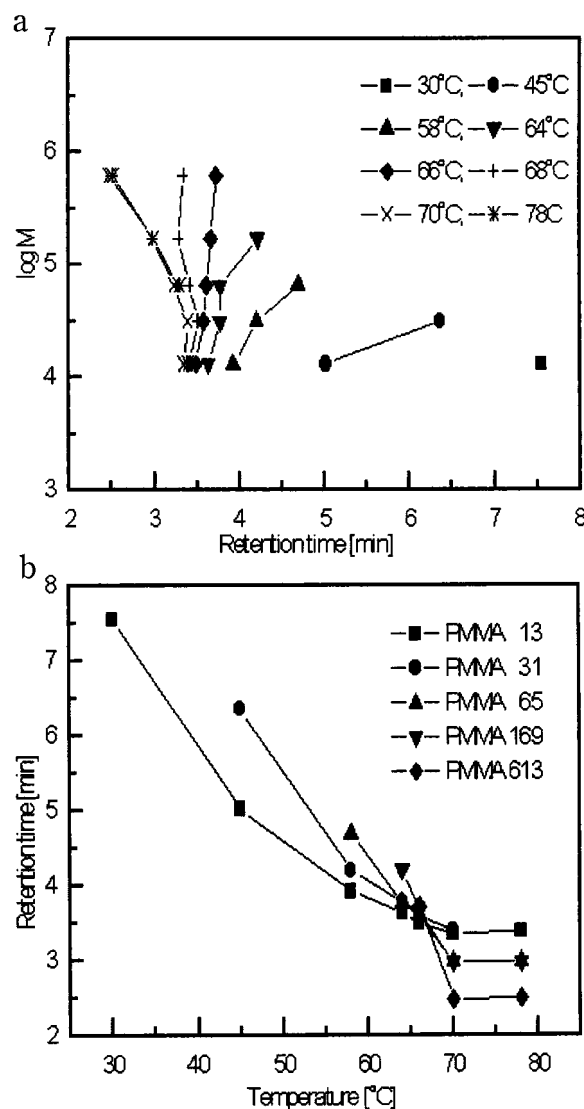 a
7
6
5
4
3
log M
30°C, 45°C
58°C, 64°C
66°C, 68°C
70°C, 78C
2 3 4 5 6 7 8
Retention time [min]
b
8
7
6
5
4
3
2
Retention time [min]
PMMA 13
PMMA 31
PMMA 65
PMMA 169
PMMA 613
30 40 50 60 70 80
Temperature [°C]